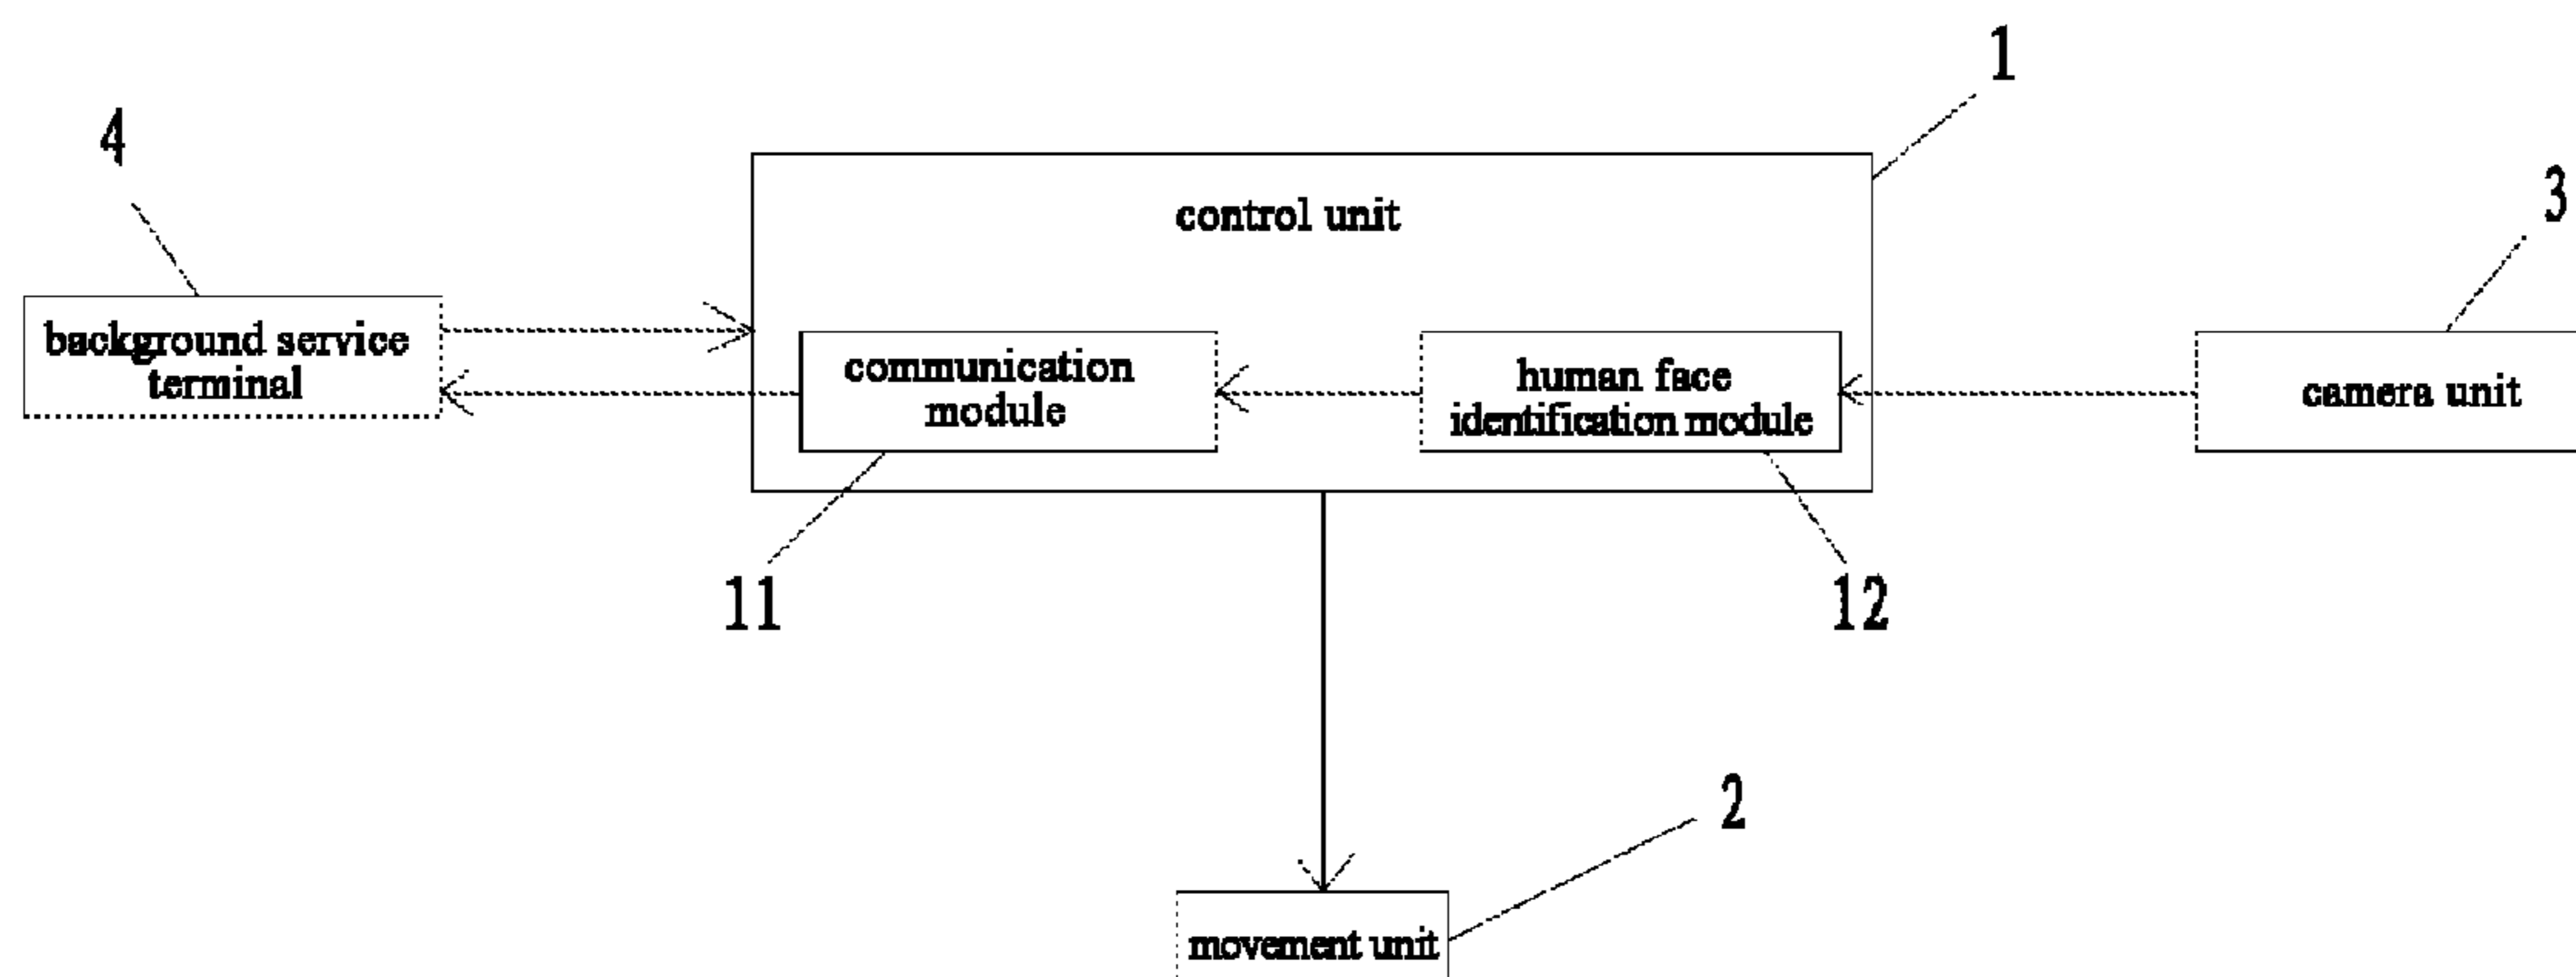 1
4
control unit
3
background service
terminal
communication
module
human face
identification module
camera unit
11
12
2
movement unit